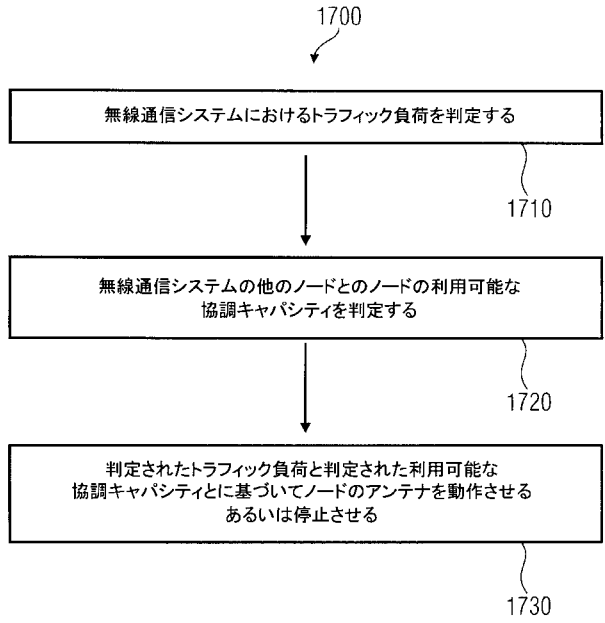 1700
無線通信システムにおけるトラフィック負荷を判定する
1710
無線通信システムの他のノードとのノードの利用可能な
協調キャパシティを判定する
1720
判定されたトラフィック負荷と判定された利用可能な
協調キャパシティとに基づいてノードのアンテナを動作させる
あるいは停止させる
1730